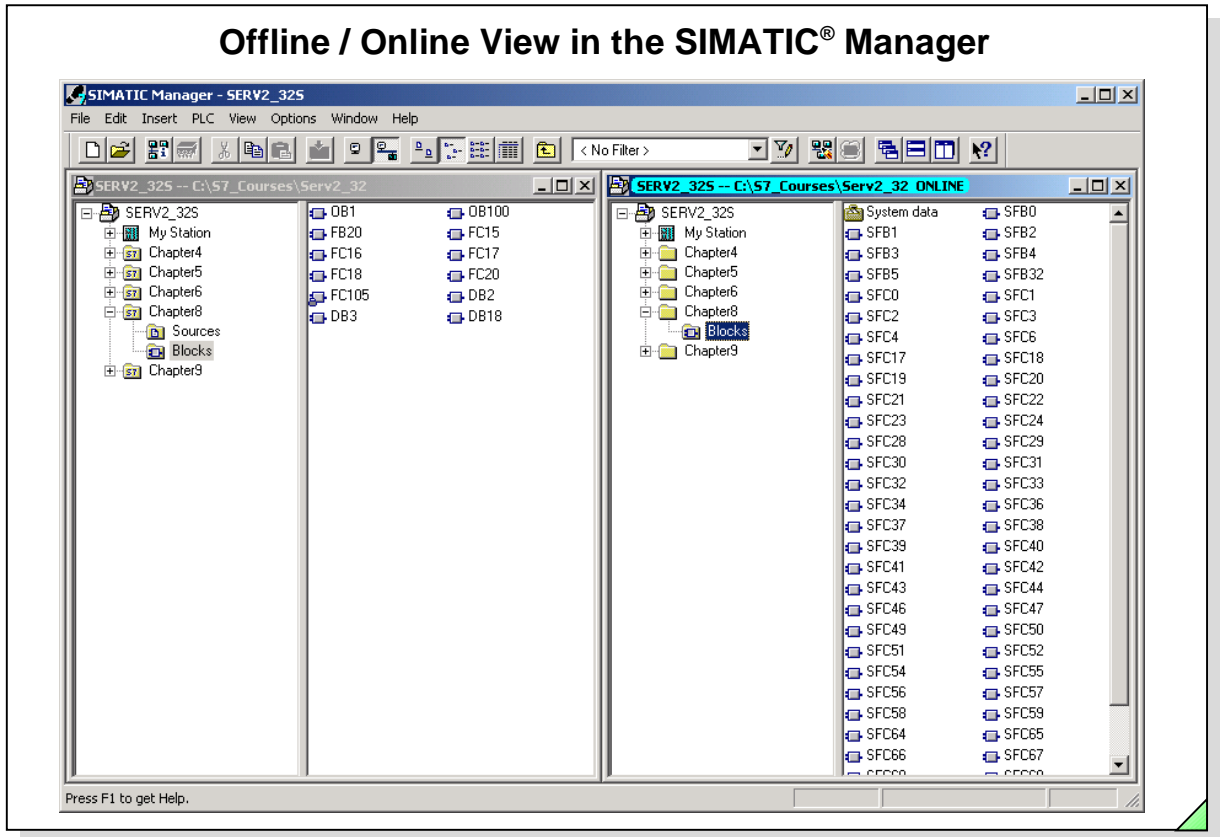 Offline / Online View in the SIMATIC® Manager
SIMATIC Manager - SERV2_32S
File Edit Insert PLC View Options Window Help
< No Filter >
SERV2_32S -- C:\S7_Courses\Serv2_32
SERV2_32S
My Station
Chapter4
Chapter5
Chapter6
Chapter8
Sources
Blocks
Chapter9
OB1 OB100
FB20 FC15
FC16 FC17
FC18 FC20
FC105 DB2
DB3 DB18
SERV2_32S -- C:\S7_Courses\Serv2_32 ONLINE
SERV2_32S
My Station
Chapter4
Chapter5
Chapter6
Chapter8
Blocks
Chapter9
System data SFB0
SFB1 SFB2
SFB3 SFB4
SFB5 SFB32
SFC0 SFC1
SFC2 SFC3
SFC4 SFC6
SFC17 SFC18
SFC19 SFC20
SFC21 SFC22
SFC23 SFC24
SFC28 SFC29
SFC30 SFC31
SFC32 SFC33
SFC34 SFC36
SFC37 SFC38
SFC39 SFC40
SFC41 SFC42
SFC43 SFC44
SFC46 SFC47
SFC49 SFC50
SFC51 SFC52
SFC54 SFC55
SFC56 SFC57
SFC58 SFC59
SFC64 SFC65
SFC66 SFC67
Press F1 to get Help.